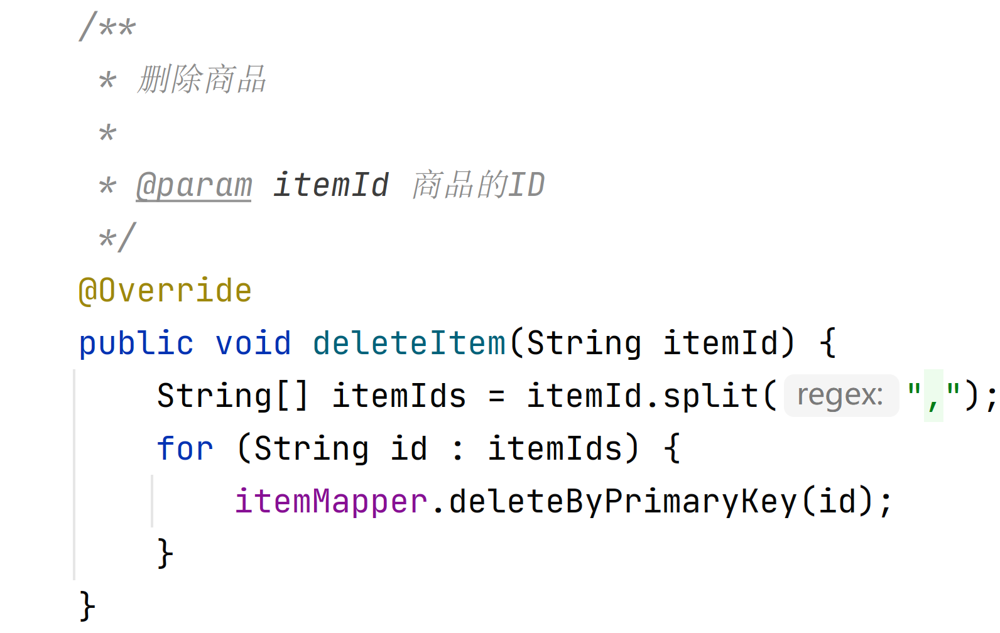 /**
 * 删除商品
 *
 * @param itemId 商品的ID
 */
@Override
public void deleteItem(String itemId) {
    String[] itemIds = itemId.split( regex: ",");
    for (String id : itemIds) {
        itemMapper.deleteByPrimaryKey(id);
    }
}